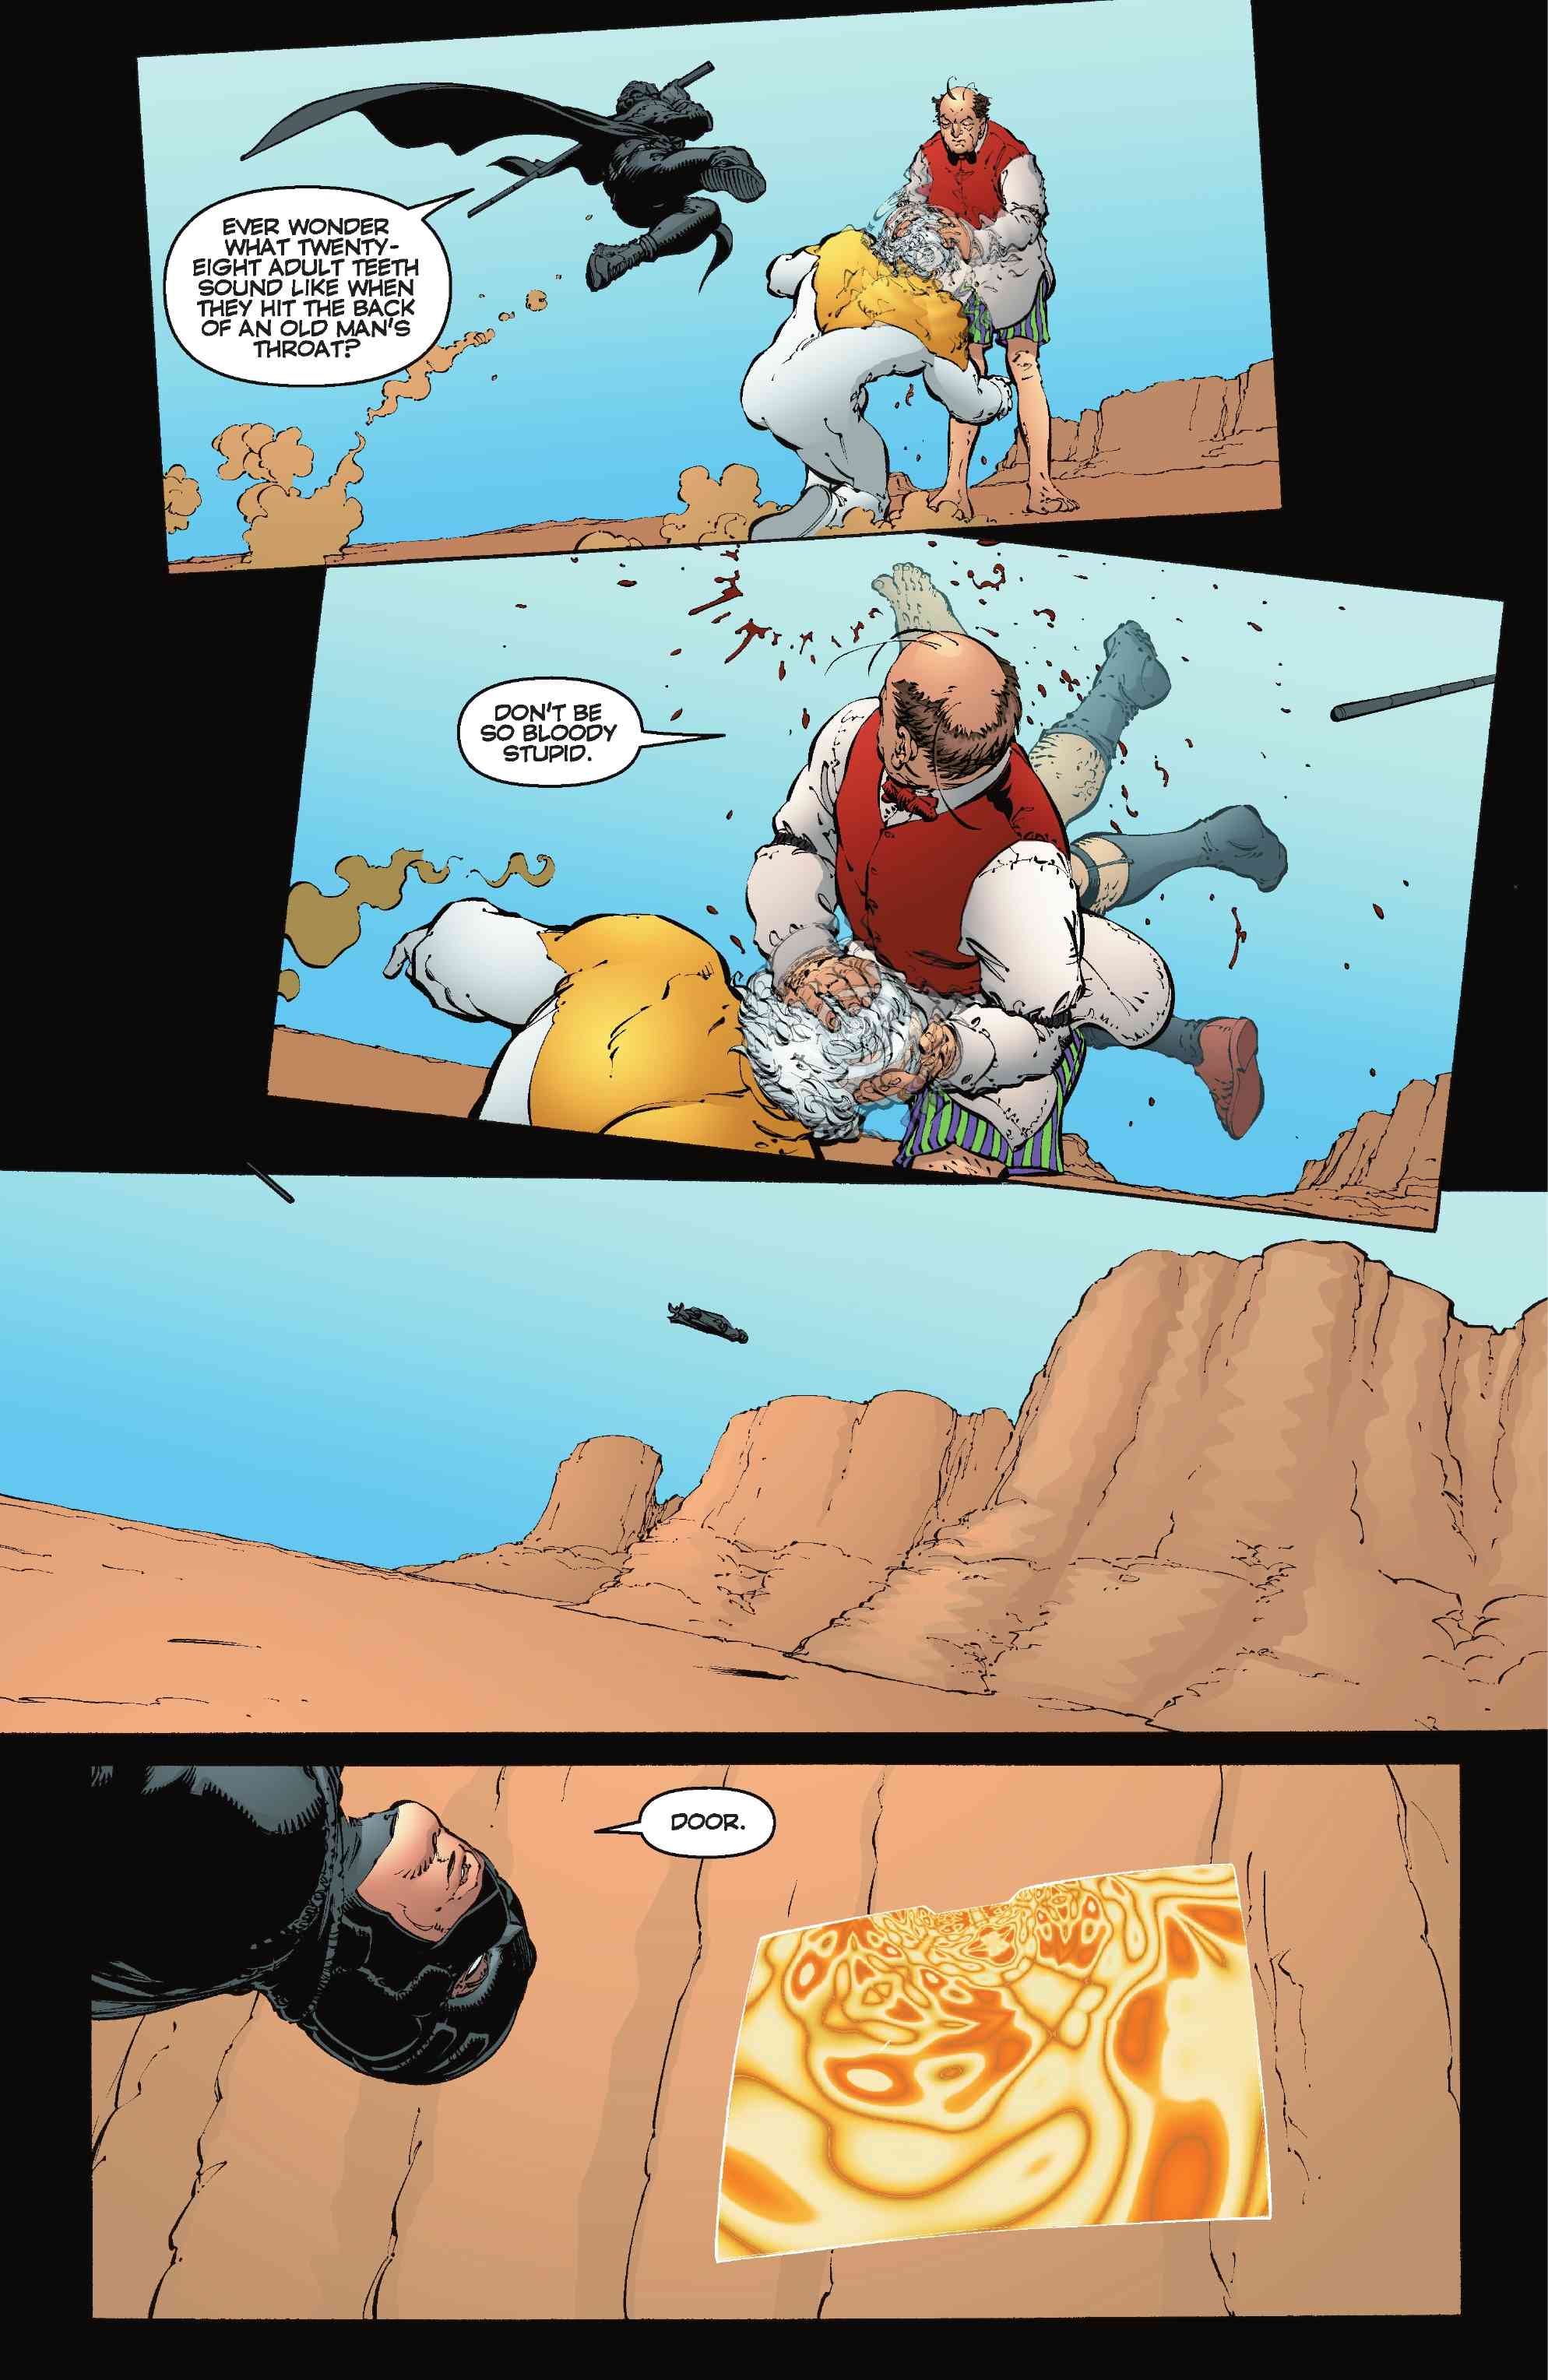 EVER WONDER
WHAT TWENTY-
EIGHT ADULT TEETH
SOUND LIKE WHEN
THEY HIT THE BACK
OF AN OLD MAN'S
THROAT?
DON'T BE
SO BLOODY
STUPID.
DOOR.